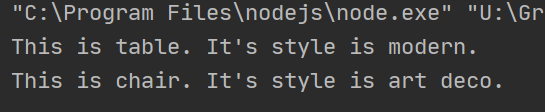 "C:\Program Files\nodejs\node.exe" "U:\Gr
This is table. It's style is modern.
This is chair. It's style is art deco.